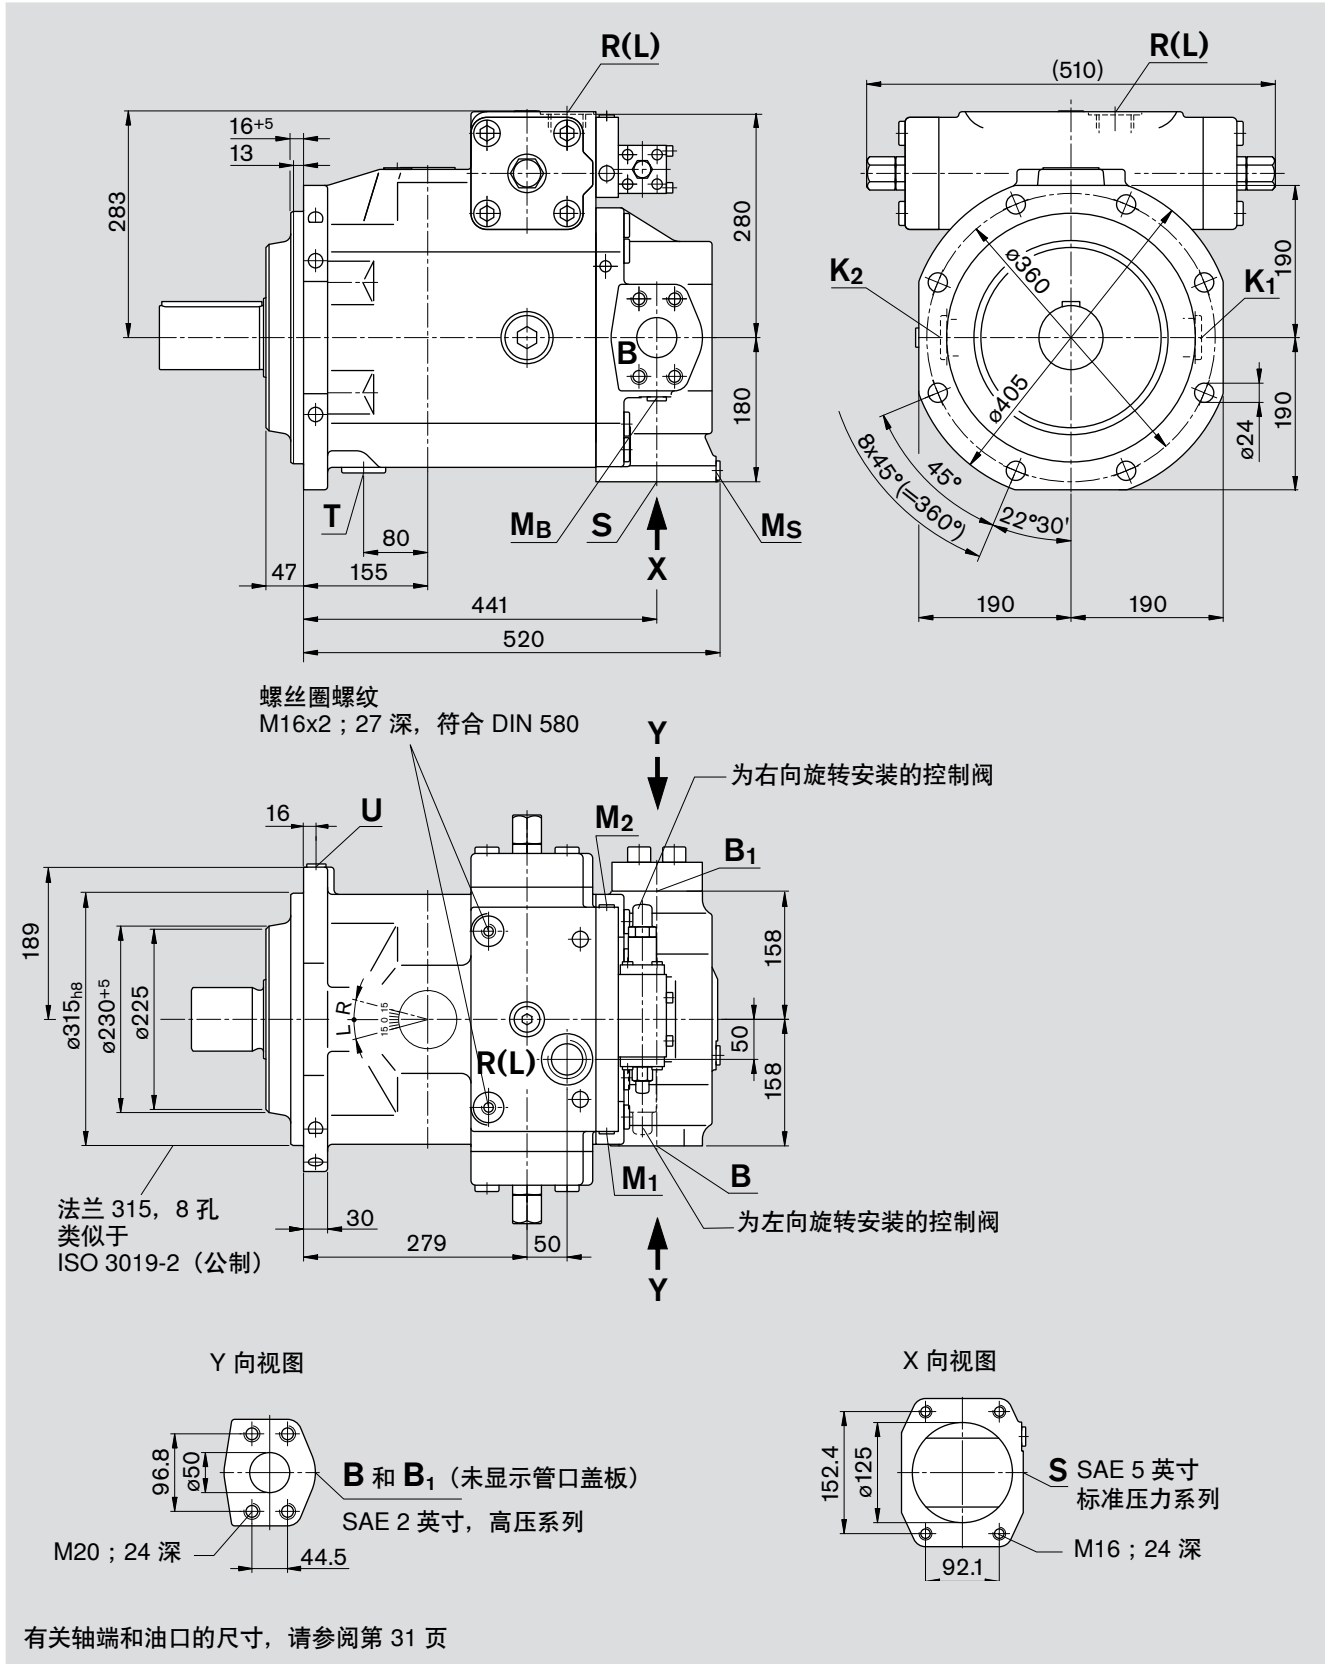 R(L)
R(L)
(510)
16+5
13
283
280
180
B
T
MB
S
MS
X
80
47
155
441
520
K2
K1
ø360
ø405
190
190
ø24
45°
8x45°(=360°)
22°30'
190
190
螺丝圈螺纹
M16x2；27 深，符合 DIN 580
Y
为右向旋转安装的控制阀
16
U
M2
B1
189
ø315h8
ø230+5
ø225
L R
15 0 15
R(L)
158
50
158
M1
B
为左向旋转安装的控制阀
Y
法兰 315，8 孔
类似于
ISO 3019-2（公制）
30
279
50
Y 向视图
96.8
ø50
B 和 B1（未显示管口盖板）
SAE 2 英寸，高压系列
M20；24 深
44.5
X 向视图
152.4
ø125
S SAE 5 英寸
标准压力系列
M16；24 深
92.1
有关轴端和油口的尺寸，请参阅第 31 页